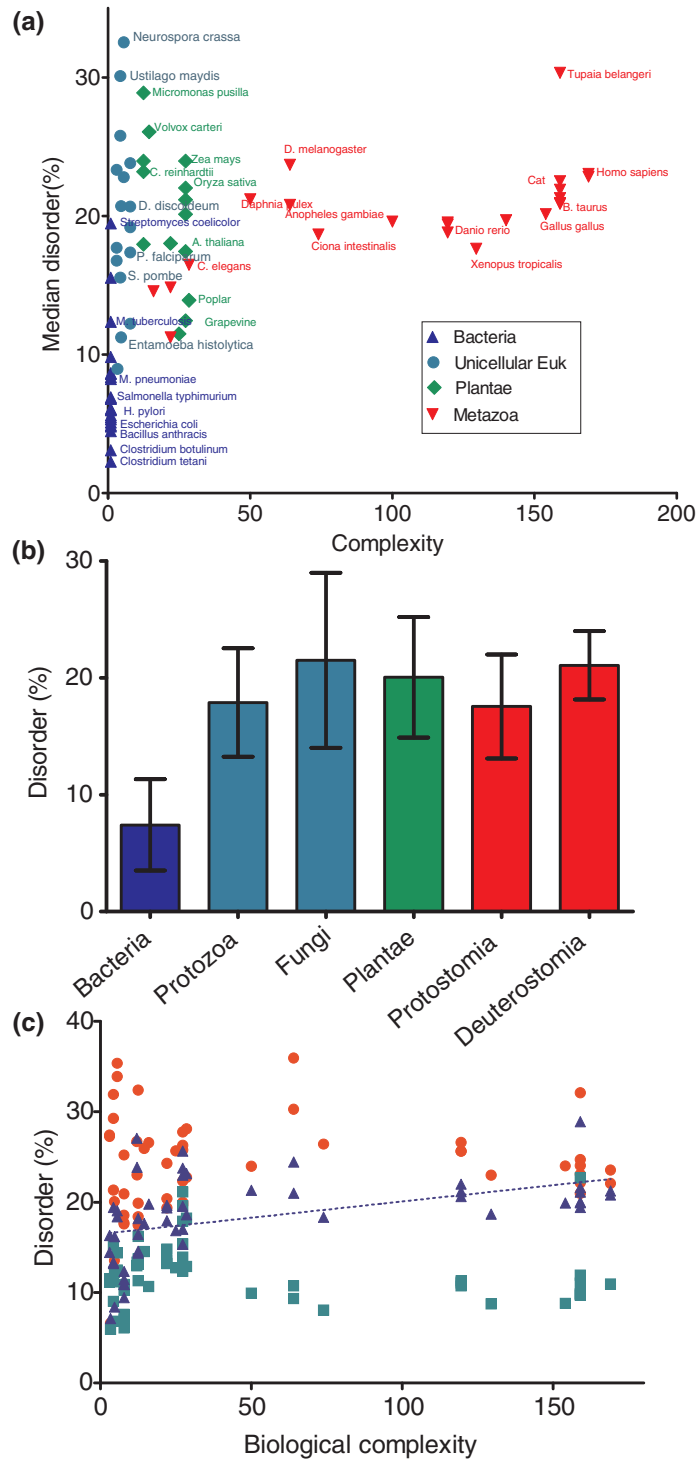 (a)
Median disorder(%)
30
20
10
0
0
50
100
150
200
Complexity
Neurospora crassa
Ustilago maydis
Micromonas pusilla
Volvox carteri
Zea mays
C. reinhardtii
Oryza sativa
D. discoideum
Streptomyces coelicolor
A. thaliana
P. falciparum
C. elegans
S. pombe
Poplar
M. tuberculosis
Grapevine
Entamoeba histolytica
M. pneumoniae
Salmonella typhimurium
H. pylori
Escherichia coli
Bacillus anthracis
Clostridium botulinum
Clostridium tetani
Tupaia belangeri
D. melanogaster
Homo sapiens
Cat
Daphnia pulex
Anopheles gambiae
B. taurus
Gallus gallus
Danio rerio
Ciona intestinalis
Xenopus tropicalis
Bacteria
Unicellular Euk
Plantae
Metazoa
(b)
Disorder (%)
30
20
10
0
Bacteria
Protozoa
Fungi
Plantae
Protostomia
Deuterostomia
(c)
Disorder (%)
40
30
20
10
0
0
50
100
150
Biological complexity